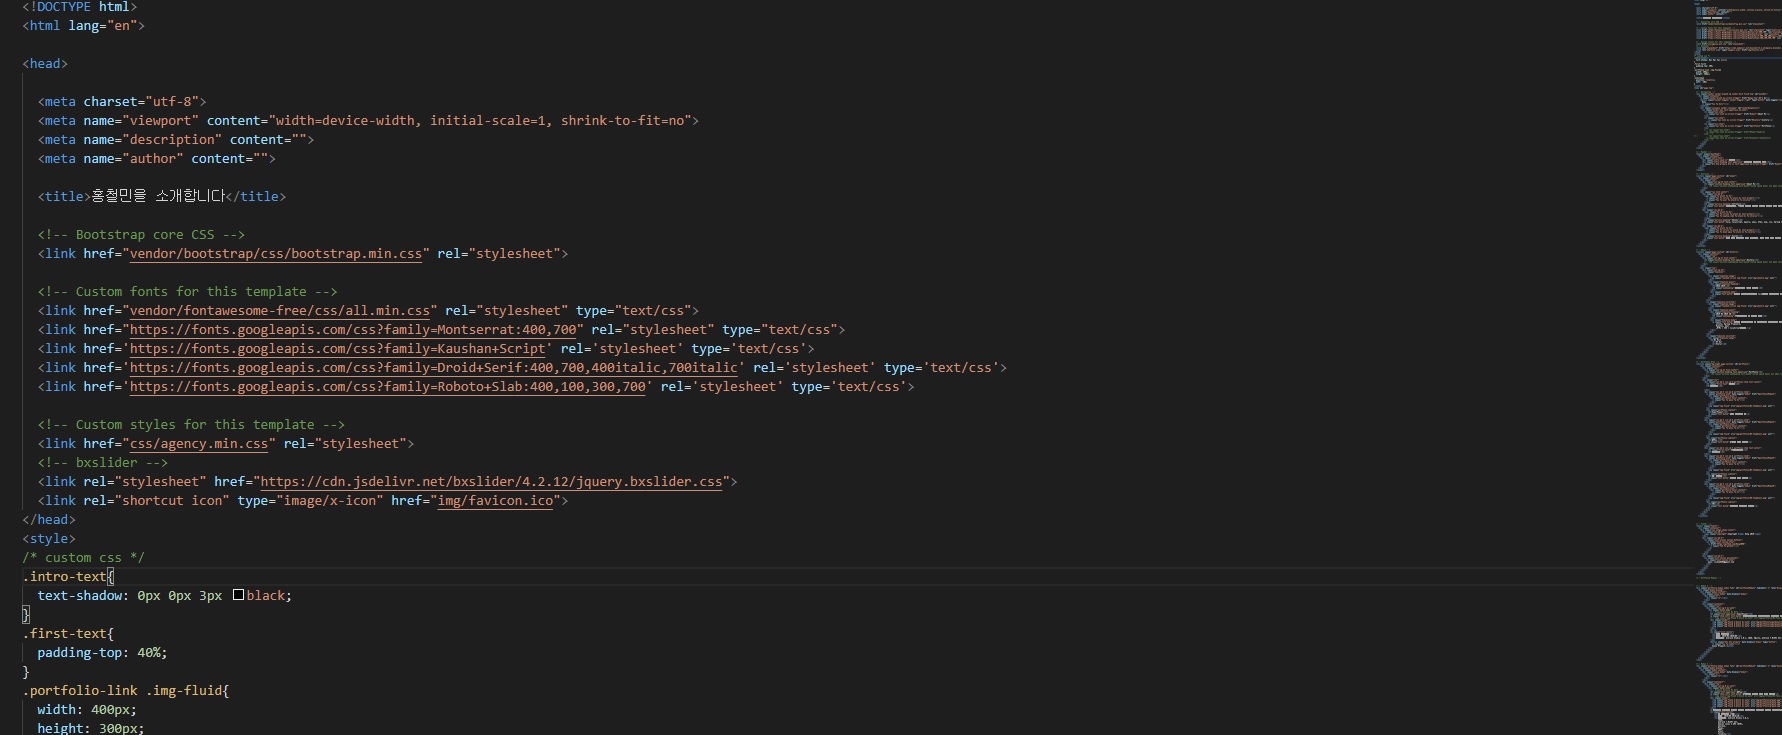 <!DOCTYPE html>
<html lang="en">
<head>
<meta charset="utf-8">
<meta name="viewport" content="width=device-width, initial-scale=1, shrink-to-fit=no">
<meta name="description" content="">
<meta name="author" content="">
<title>홍철민을 소개합니다</title>
<!-- Bootstrap core CSS -->
<link href="vendor/bootstrap/css/bootstrap.min.css" rel="stylesheet">
<!-- Custom fonts for this template -->
<link href="vendor/fontawesome-free/css/all.min.css" rel="stylesheet" type="text/css">
<link href="https://fonts.googleapis.com/css?family=Montserrat:400,700" rel="stylesheet" type="text/css">
<link href='https://fonts.googleapis.com/css?family=Kaushan+Script' rel='stylesheet' type='text/css'>
<link href='https://fonts.googleapis.com/css?family=Droid+Serif:400,700,400italic,700italic' rel='stylesheet' type='text/css'>
<link href='https://fonts.googleapis.com/css?family=Roboto+Slab:400,100,300,700' rel='stylesheet' type='text/css'>
<!-- Custom styles for this template -->
<link href="css/agency.min.css" rel="stylesheet">
<!-- bxslider -->
<link rel="stylesheet" href="https://cdn.jsdelivr.net/bxslider/4.2.12/jquery.bxslider.css">
<link rel="shortcut icon" type="image/x-icon" href="img/favicon.ico">
</head>
<style>
/* custom css */
.intro-text{
text-shadow: 0px 0px 3px black;
}
.first-text{
padding-top: 40%;
}
.portfolio-link .img-fluid{
width: 400px;
height: 300px;